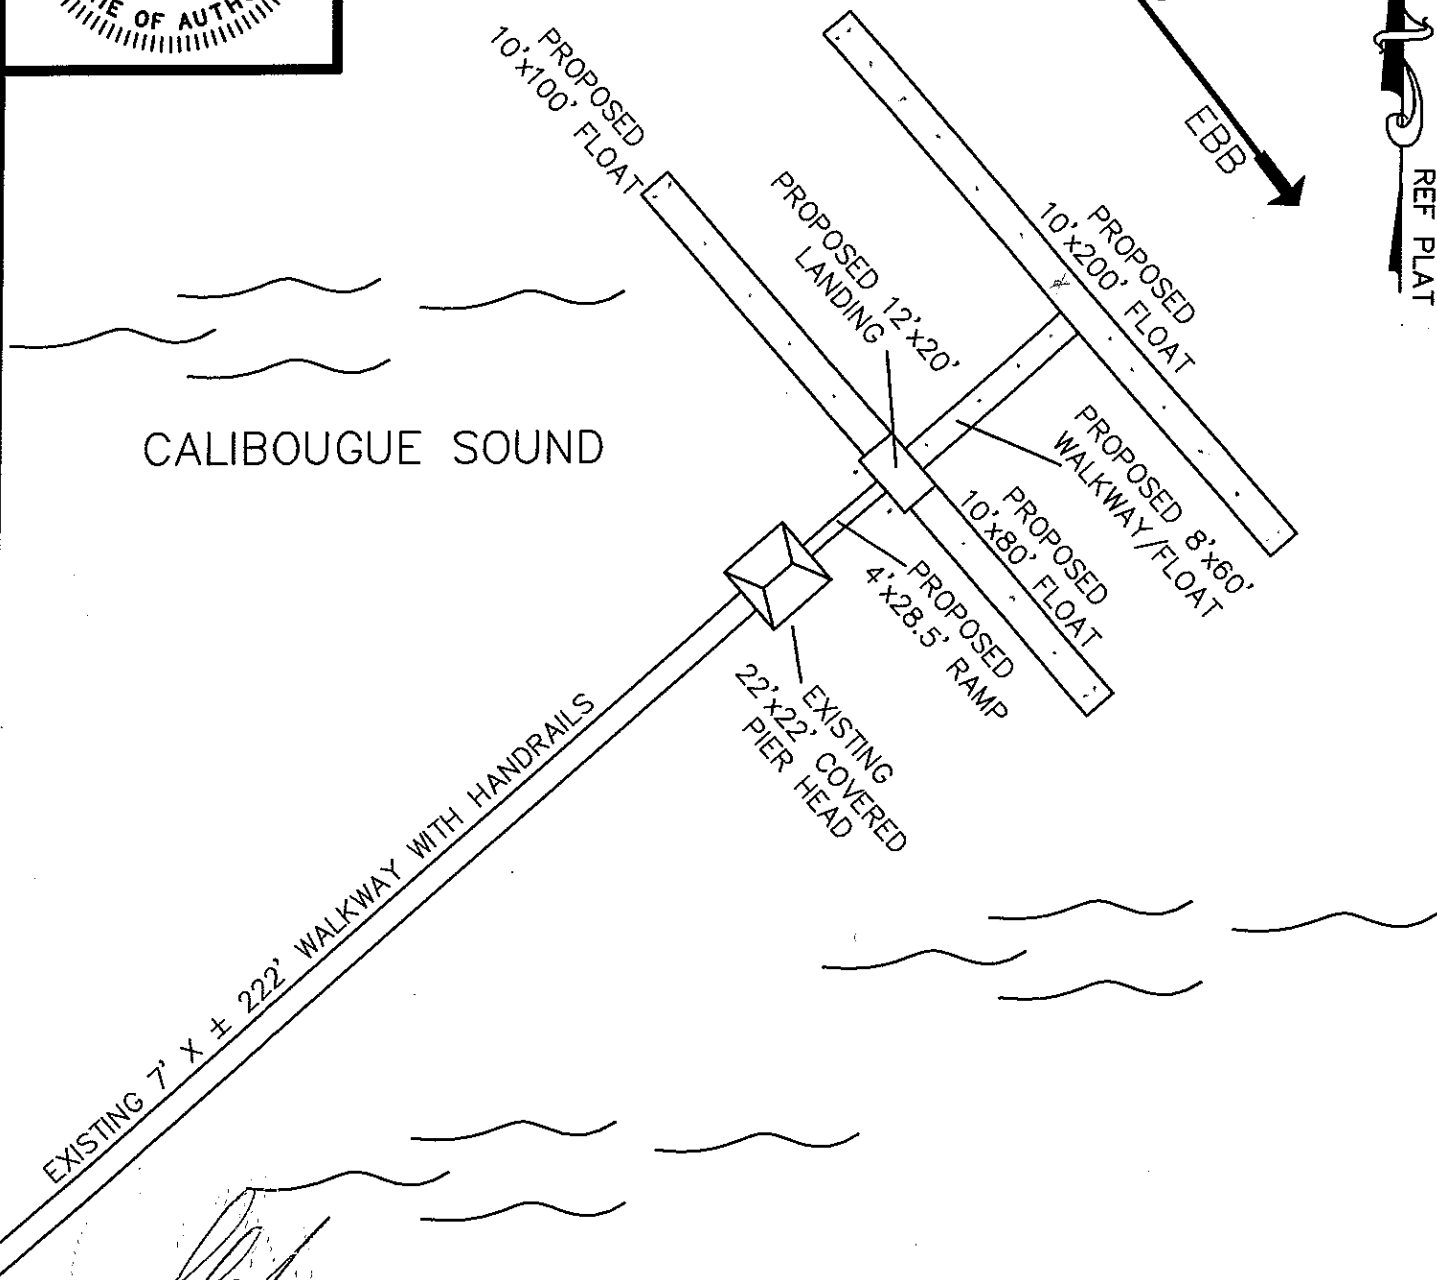 OF AUTH
PROPOSED
10'x100' FLOAT
EBB
REF PLAT
PROPOSED 12'x20'
LANDING
PROPOSED
10'x200' FLOAT
CALIBOUGUE SOUND
PROPOSED 8'x60'
WALKWAY/FLOAT
PROPOSED
10'x80' FLOAT
PROPOSED
4'x28.5' RAMP
EXISTING
22'x22' COVERED
PIER HEAD
EXISTING 7' X ± 222' WALKWAY WITH HANDRAILS